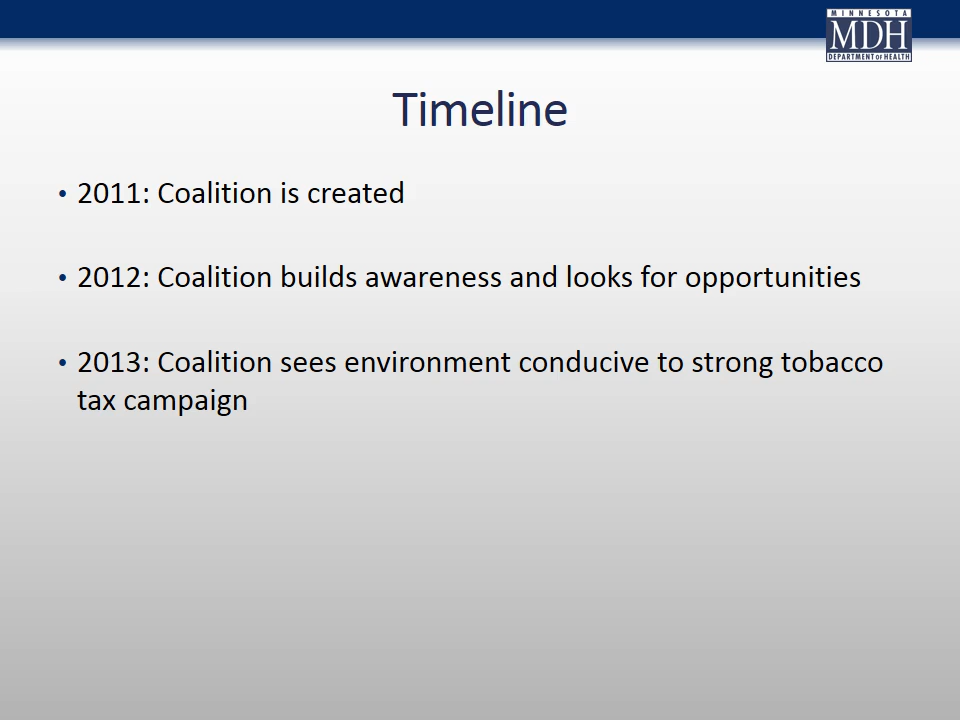 MINNESOTA
MDH
DEPARTMENT OF HEALTH
Timeline
• 2011: Coalition is created
• 2012: Coalition builds awareness and looks for opportunities
• 2013: Coalition sees environment conducive to strong tobacco
tax campaign